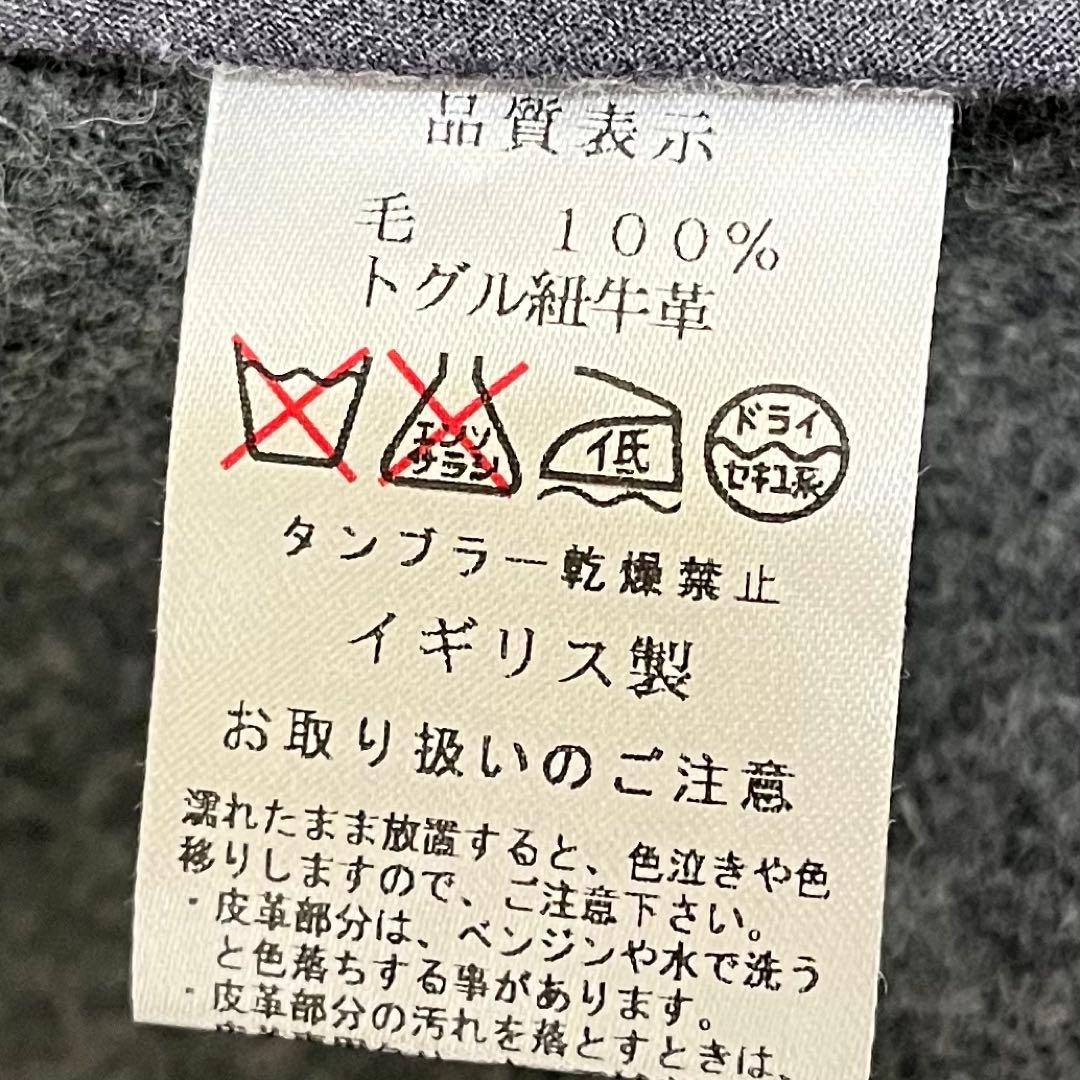 品質表示
毛 100%
トグル紐牛革
エンソ
サラシ
イ氐
ドライ
セキユ系
タンブラー乾燥禁止
イギリス製
お取り扱いのご注意
濡れたまま放置すると、色泣きや色
移りしますので、ご注意下さい。
・皮革部分は、ベンジンや水で洗う
と色落ちする事があります。
・皮革部分の汚れを落とすときは、